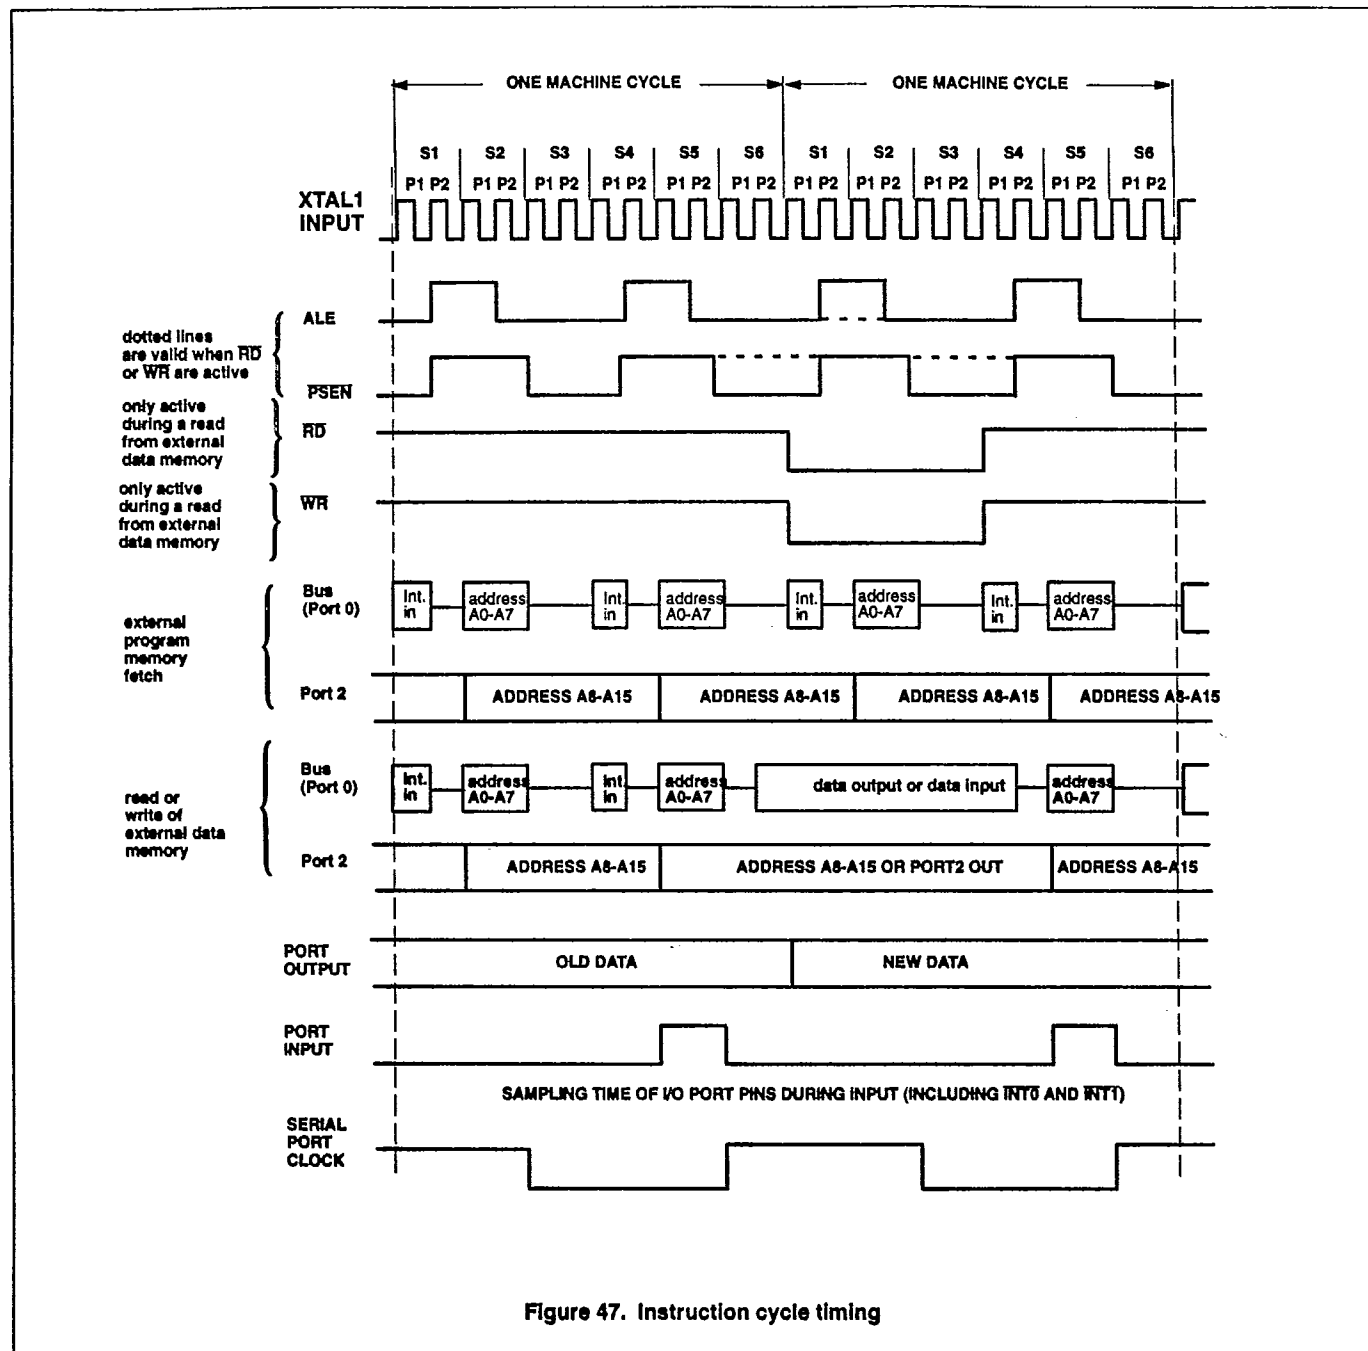 ONE MACHINE CYCLE ONE MACHINE CYCLE
S1 S2 S3 S4 S5 S6 S1 S2 S3 S4 S5 S6
P1 P2 P1 P2 P1 P2 P1 P2 P1 P2 P1 P2 P1 P2 P1 P2 P1 P2 P1 P2 P1 P2 P1 P2
XTAL1
INPUT
ALE
dotted lines
are valid when R̅D̅
or W̅R̅ are active
P̅S̅E̅N̅
only active
during a read
from external
data memory
R̅D̅
only active
during a read
from external
data memory
W̅R̅
external
program
memory
fetch
Bus
(Port 0)
Int. address Int. address Int. address Int. address
in A0-A7 in A0-A7 in A0-A7 in A0-A7
Port 2
ADDRESS A8-A15 ADDRESS A8-A15 ADDRESS A8-A15 ADDRESS A8-A15
read or
write of
external data
memory
Bus
(Port 0)
Int. address Int. address data output or data input address
in A0-A7 in A0-A7 A0-A7
Port 2
ADDRESS A8-A15 ADDRESS A8-A15 OR PORT2 OUT ADDRESS A8-A15
PORT
OUTPUT
OLD DATA NEW DATA
PORT
INPUT
SAMPLING TIME OF I/O PORT PINS DURING INPUT (INCLUDING I̅N̅T̅0̅ AND I̅N̅T̅1̅)
SERIAL
PORT
CLOCK
Figure 47. Instruction cycle timing